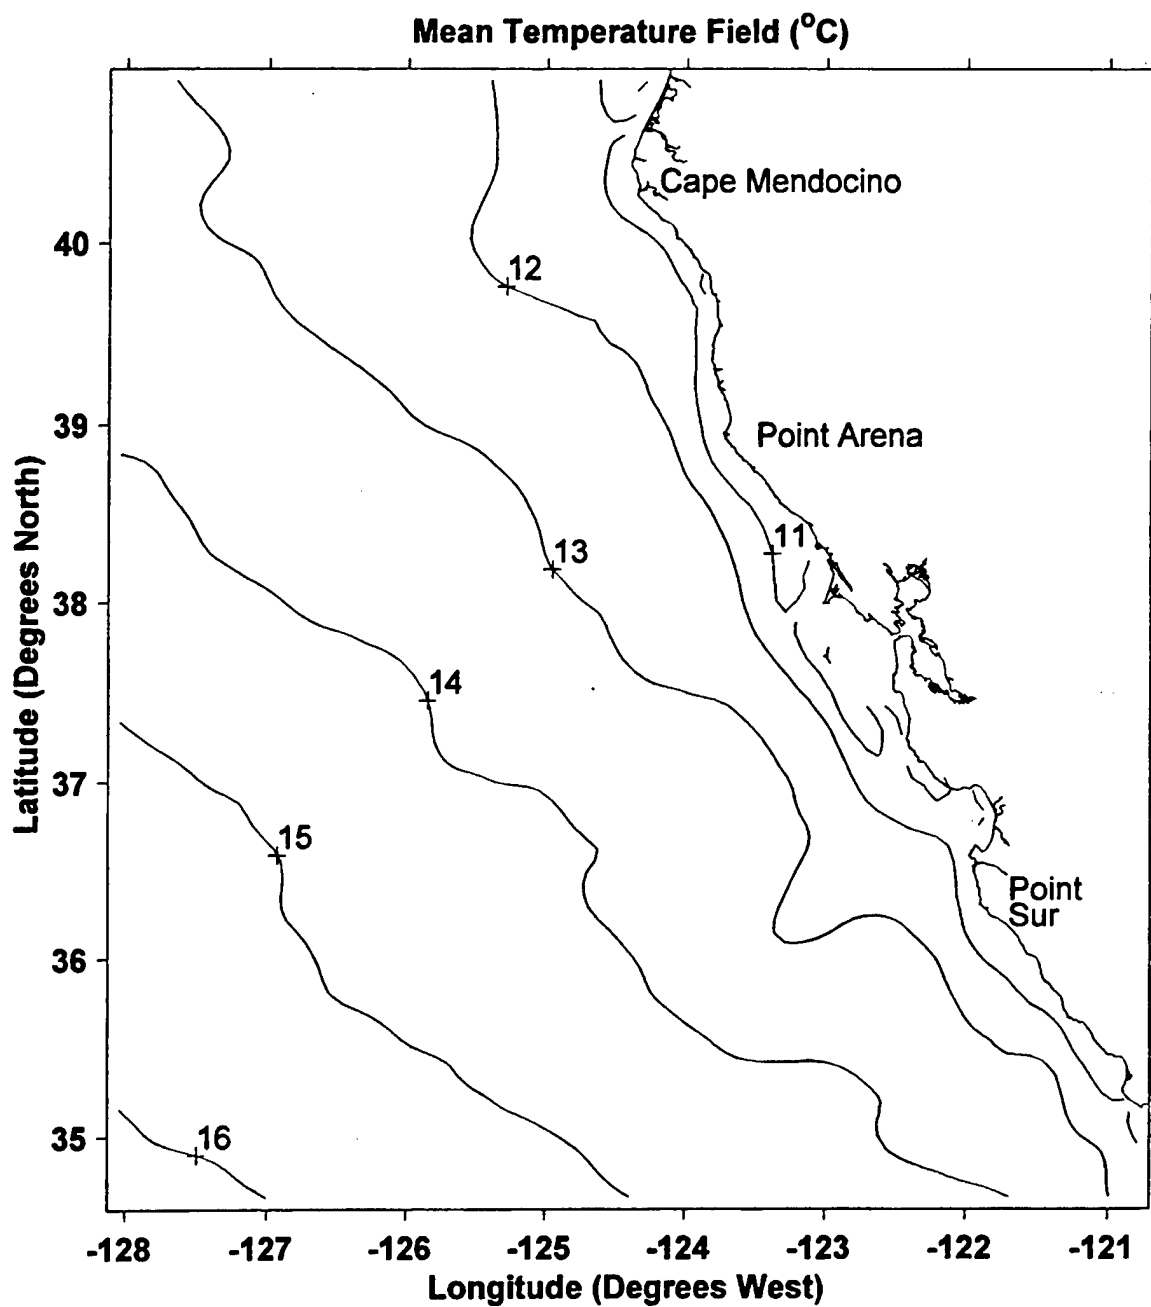 Mean Temperature Field (°C)
Cape Mendocino
40
12
39
Point Arena
11
13
38
14
37
15
Point
Sur
36
35
16
-128 -127 -126 -125 -124 -123 -122 -121
Longitude (Degrees West)
Latitude (Degrees North)